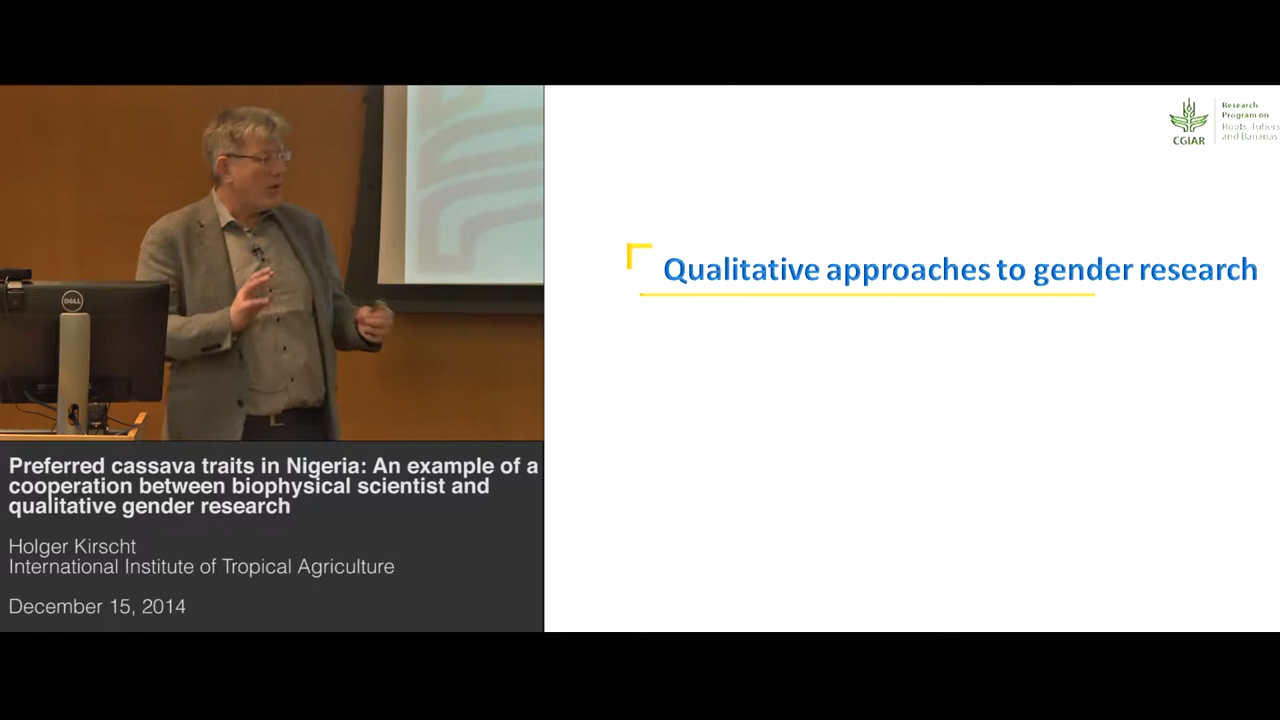 Research
Program on
Roots, Tubers
and Bananas
CGIAR
Qualitative approaches to gender research
DELL
Preferred cassava traits in Nigeria: An example of a
cooperation between biophysical scientist and
qualitative gender research
Holger Kirscht
International Institute of Tropical Agriculture
December 15, 2014